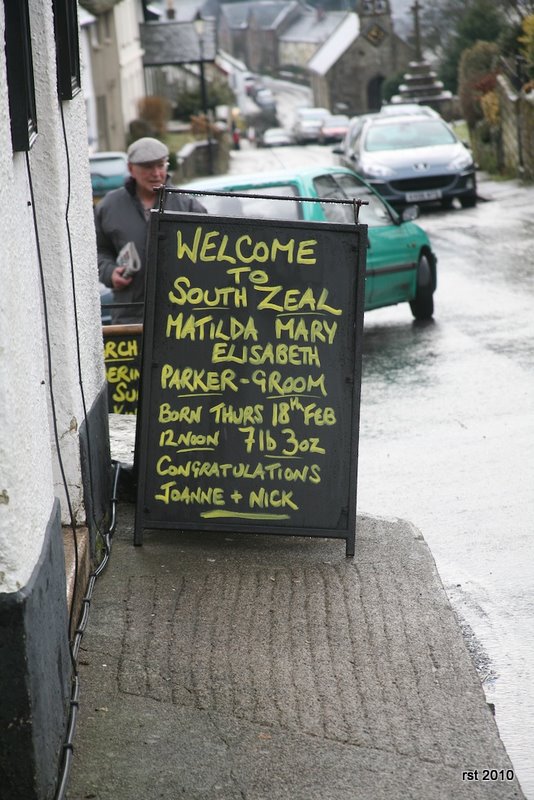 WELCOME
TO
SOUTH ZEAL
MATILDA MARY
ELISABETH
PARKER-GROOM
BORN THURS 18TH FEB
12 NOON 7lb 3oz
CONGRATULATIONS
JOANNE + NICK
rst 2010